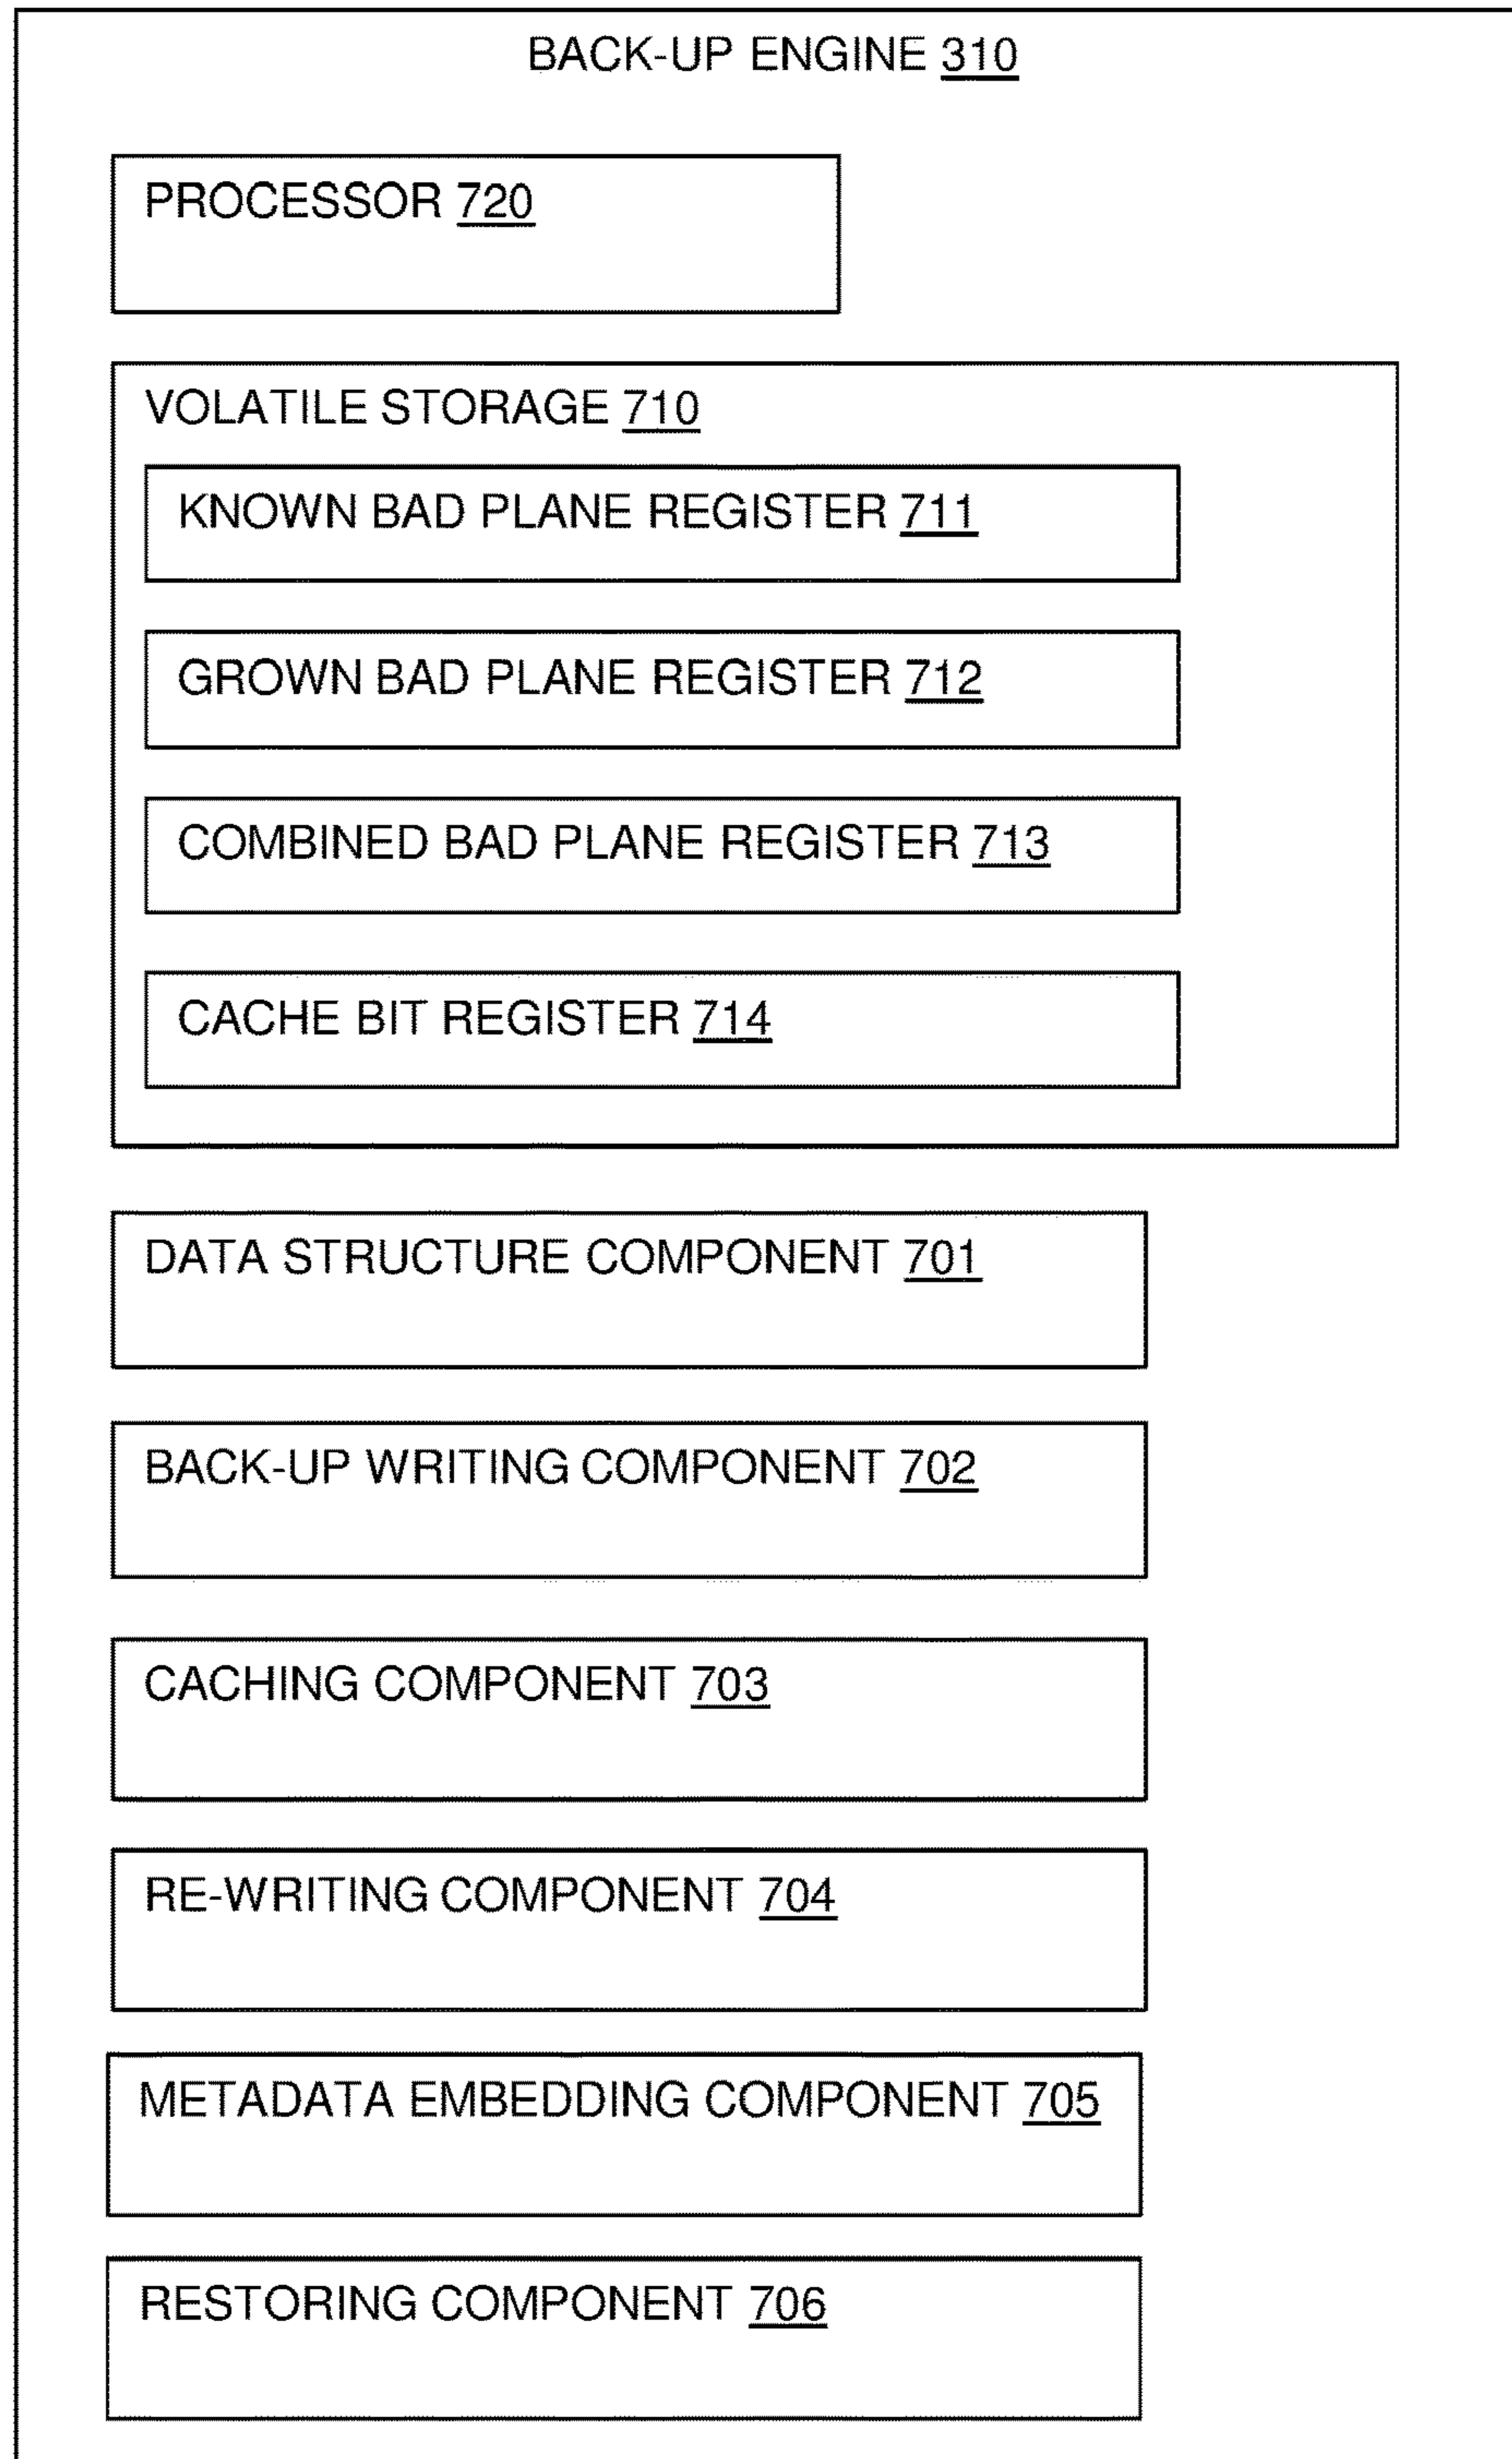 BACK-UP ENGINE 310
PROCESSOR 720
VOLATILE STORAGE 710
KNOWN BAD PLANE REGISTER 711
GROWN BAD PLANE REGISTER 712
COMBINED BAD PLANE REGISTER 713
CACHE BIT REGISTER 714
DATA STRUCTURE COMPONENT 701
BACK-UP WRITING COMPONENT 702
CACHING COMPONENT 703
RE-WRITING COMPONENT 704
METADATA EMBEDDING COMPONENT 705
RESTORING COMPONENT 706